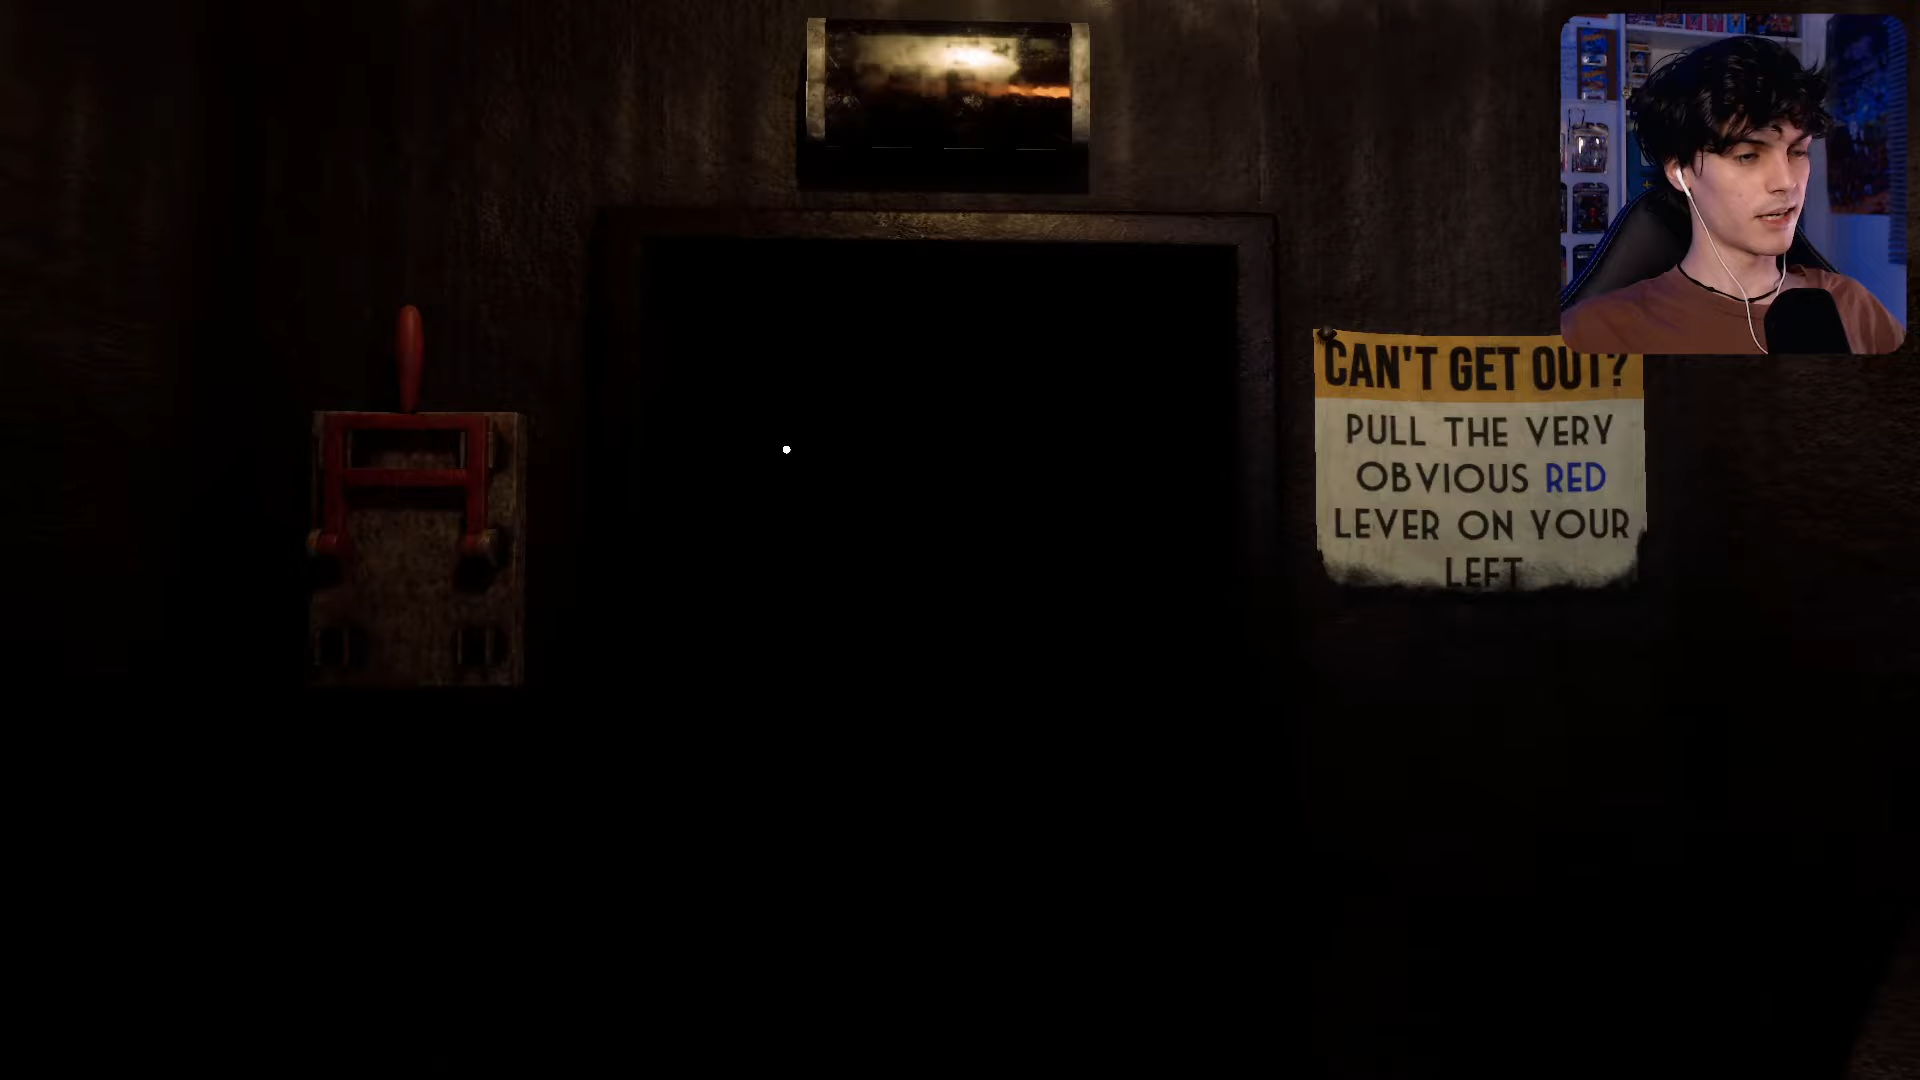 CAN'T GET OUT?
PULL THE VERY
OBVIOUS RED
LEVER ON YOUR
LEFT